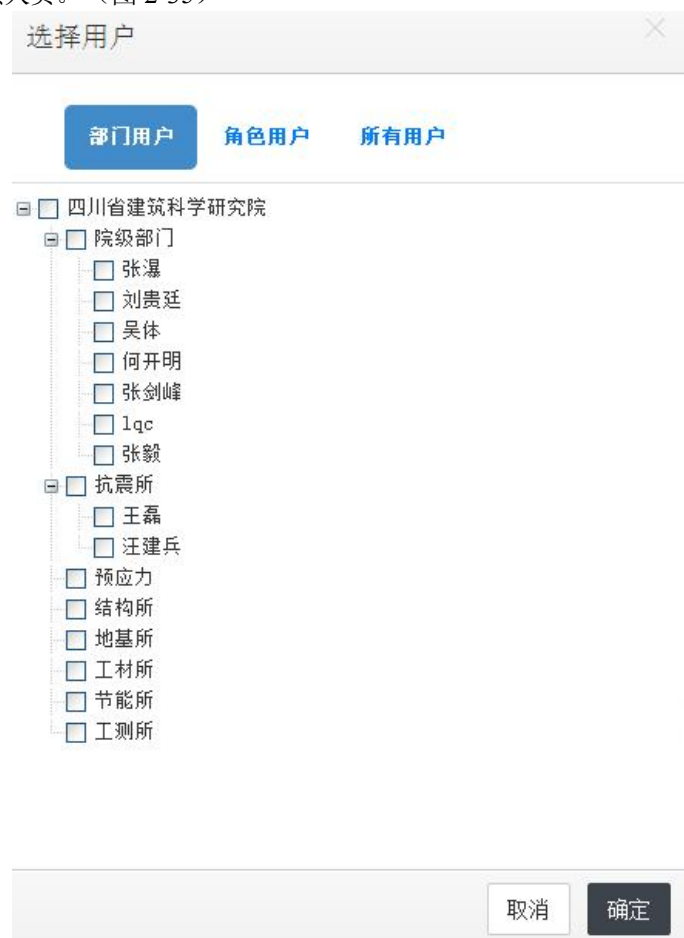 选择用户
部门用户 角色用户 所有用户
四川省建筑科学研究院
院级部门
张瀑
刘贵廷
吴体
何开明
张剑峰
lqc
张毅
抗震所
王磊
汪建兵
预应力
结构所
地基所
工材所
节能所
工测所
取消 确定